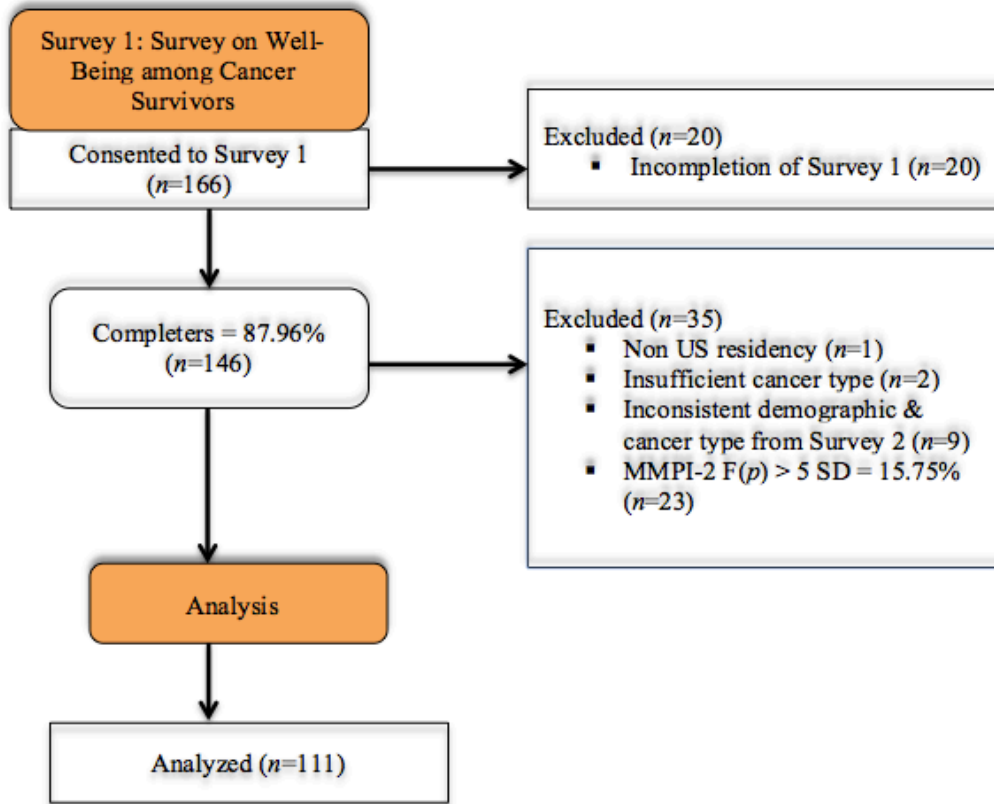 Survey 1: Survey on Well-
Being among Cancer
Survivors
Consented to Survey 1
(n=166)
Excluded (n=20)
▪ Incompletion of Survey 1 (n=20)
Completers = 87.96%
(n=146)
Excluded (n=35)
▪ Non US residency (n=1)
▪ Insufficient cancer type (n=2)
▪ Inconsistent demographic &
cancer type from Survey 2 (n=9)
▪ MMPI-2 F(p) > 5 SD = 15.75%
(n=23)
Analysis
Analyzed (n=111)